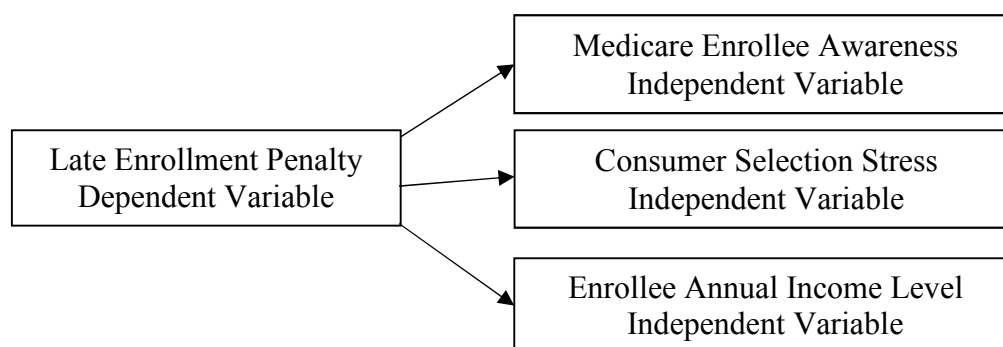 Medicare Enrollee Awareness
Independent Variable
Late Enrollment Penalty
Dependent Variable
Consumer Selection Stress
Independent Variable
Enrollee Annual Income Level
Independent Variable